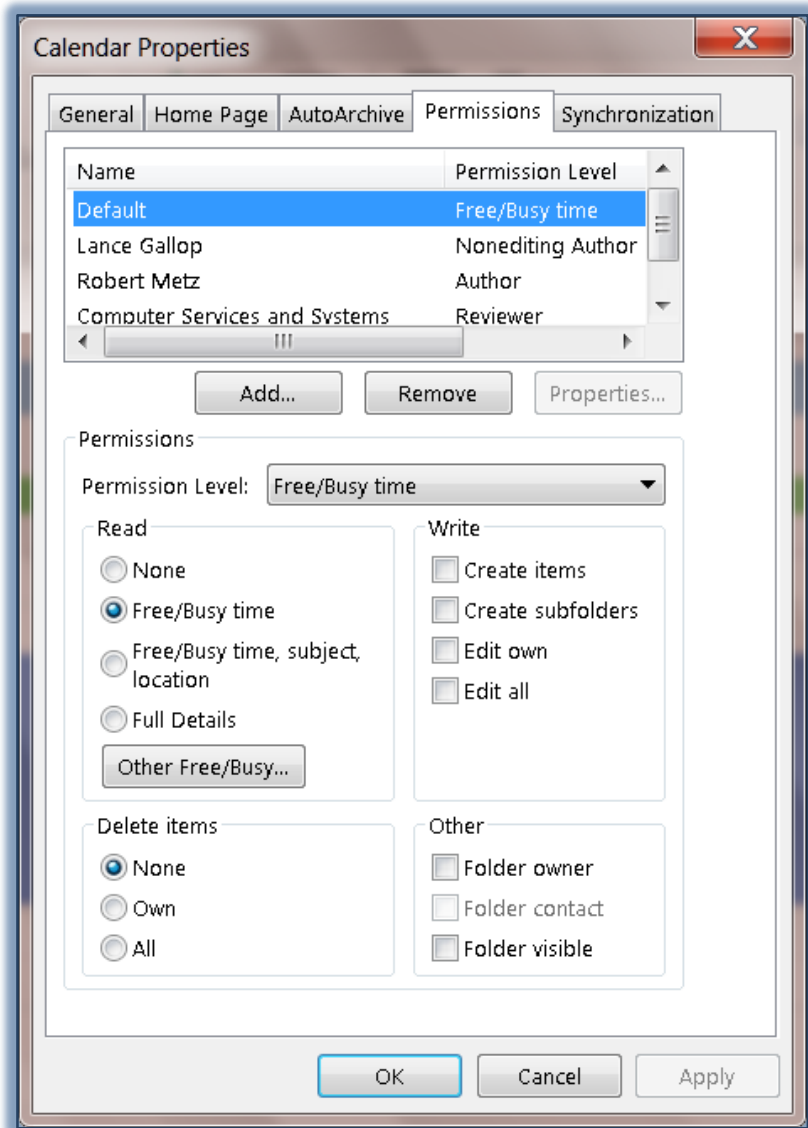 Calendar Properties
General Home Page AutoArchive Permissions Synchronization
Name Permission Level
Default Free/Busy time
Lance Gallop Nonediting Author
Robert Metz Author
Computer Services and Systems Reviewer
Add... Remove Properties...
Permissions
Permission Level: Free/Busy time
Read Write
None Create items
Free/Busy time Create subfolders
Free/Busy time, subject, Edit own
location Edit all
Full Details
Other Free/Busy...
Delete items Other
None Folder owner
Own Folder contact
All Folder visible
OK Cancel Apply